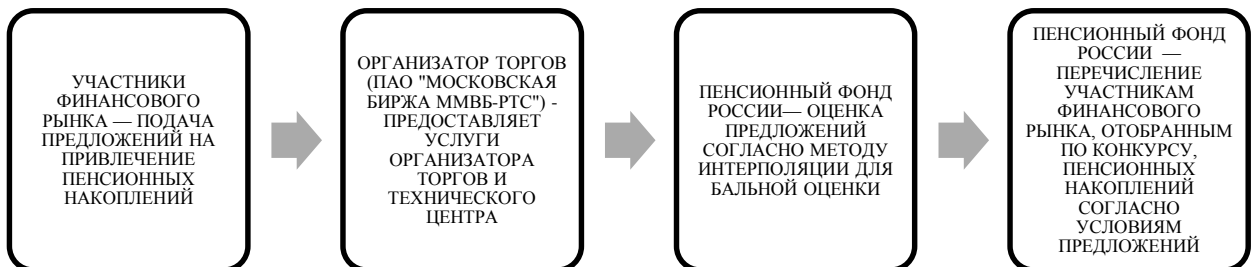 УЧАСТНИКИ
ФИНАНСОВОГО
РЫНКА — ПОДАЧА
ПРЕДЛОЖЕНИЙ НА
ПРИВЛЕЧЕНИЕ
ПЕНСИОННЫХ
НАКОПЛЕНИЙ
ОРГАНИЗАТОР ТОРГОВ
(ПАО "МОСКОВСКАЯ
БИРЖА ММВБ-РТС") -
ПРЕДОСТАВЛЯЕТ
УСЛУГИ
ОРГАНИЗАТОРА
ТОРГОВ И
ТЕХНИЧЕСКОГО
ЦЕНТРА
ПЕНСИОННЫЙ ФОНД
РОССИИ— ОЦЕНКА
ПРЕДЛОЖЕНИЙ
СОГЛАСНО МЕТОДУ
ИНТЕРПОЛЯЦИИ ДЛЯ
БАЛЬНОЙ ОЦЕНКИ
ПЕНСИОННЫЙ ФОНД
РОССИИ —
ПЕРЕЧИСЛЕНИЕ
УЧАСТНИКАМ
ФИНАНСОВОГО
РЫНКА, ОТОБРАННЫМ
ПО КОНКУРСУ,
ПЕНСИОННЫХ
НАКОПЛЕНИЙ
СОГЛАСНО
УСЛОВИЯМ
ПРЕДЛОЖЕНИЙ